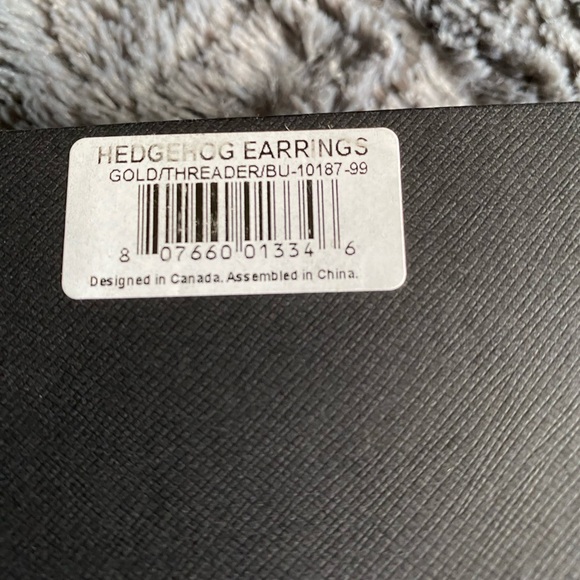 HEDGEHOG EARRINGS
GOLD/THREADER/BU-10187-99
8 07660 01334 6
Designed in Canada. Assembled in China.